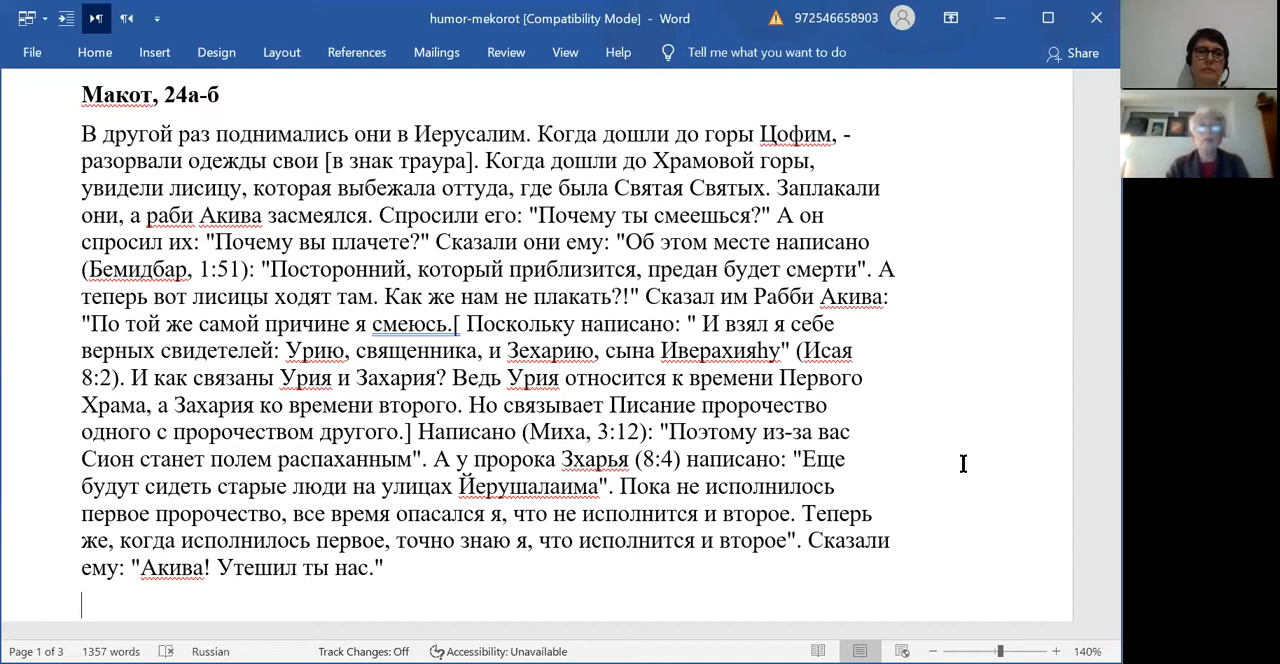 humor-mekorot [Compatibility Mode] - Word
972546658903
File Home Insert Design Layout References Mailings Review View Help Tell me what you want to do Share
Макот, 24а-б
В другой раз поднимались они в Иерусалим. Когда дошли до горы Цофим, -
разорвали одежды свои [в знак траура]. Когда дошли до Храмовой горы,
увидели лисицу, которая выбежала оттуда, где была Святая Святых. Заплакали
они, а раби Акива засмеялся. Спросили его: "Почему ты смеешься?" А он
спросил их: "Почему вы плачете?" Сказали они ему: "Об этом месте написано
(Бемидбар, 1:51): "Посторонний, который приблизится, предан будет смерти". А
теперь вот лисицы ходят там. Как же нам не плакать?!" Сказал им Рабби Акива:
"По той же самой причине я смеюсь.[ Поскольку написано: " И взял я себе
верных свидетелей: Урию, священника, и Зехарию, сына Иверахияhу" (Исая
8:2). И как связаны Урия и Захария? Ведь Урия относится к времени Первого
Храма, а Захария ко времени второго. Но связывает Писание пророчество
одного с пророчеством другого.] Написано (Миха, 3:12): "Поэтому из-за вас
Сион станет полем распаханным". А у пророка Зхарья (8:4) написано: "Еще
будут сидеть старые люди на улицах Йерушалаима". Пока не исполнилось
первое пророчество, все время опасался я, что не исполнится и второе. Теперь
же, когда исполнилось первое, точно знаю я, что исполнится и второе". Сказали
ему: "Акива! Утешил ты нас."
Page 1 of 3 1357 words Russian Track Changes: Off Accessibility: Unavailable 140%